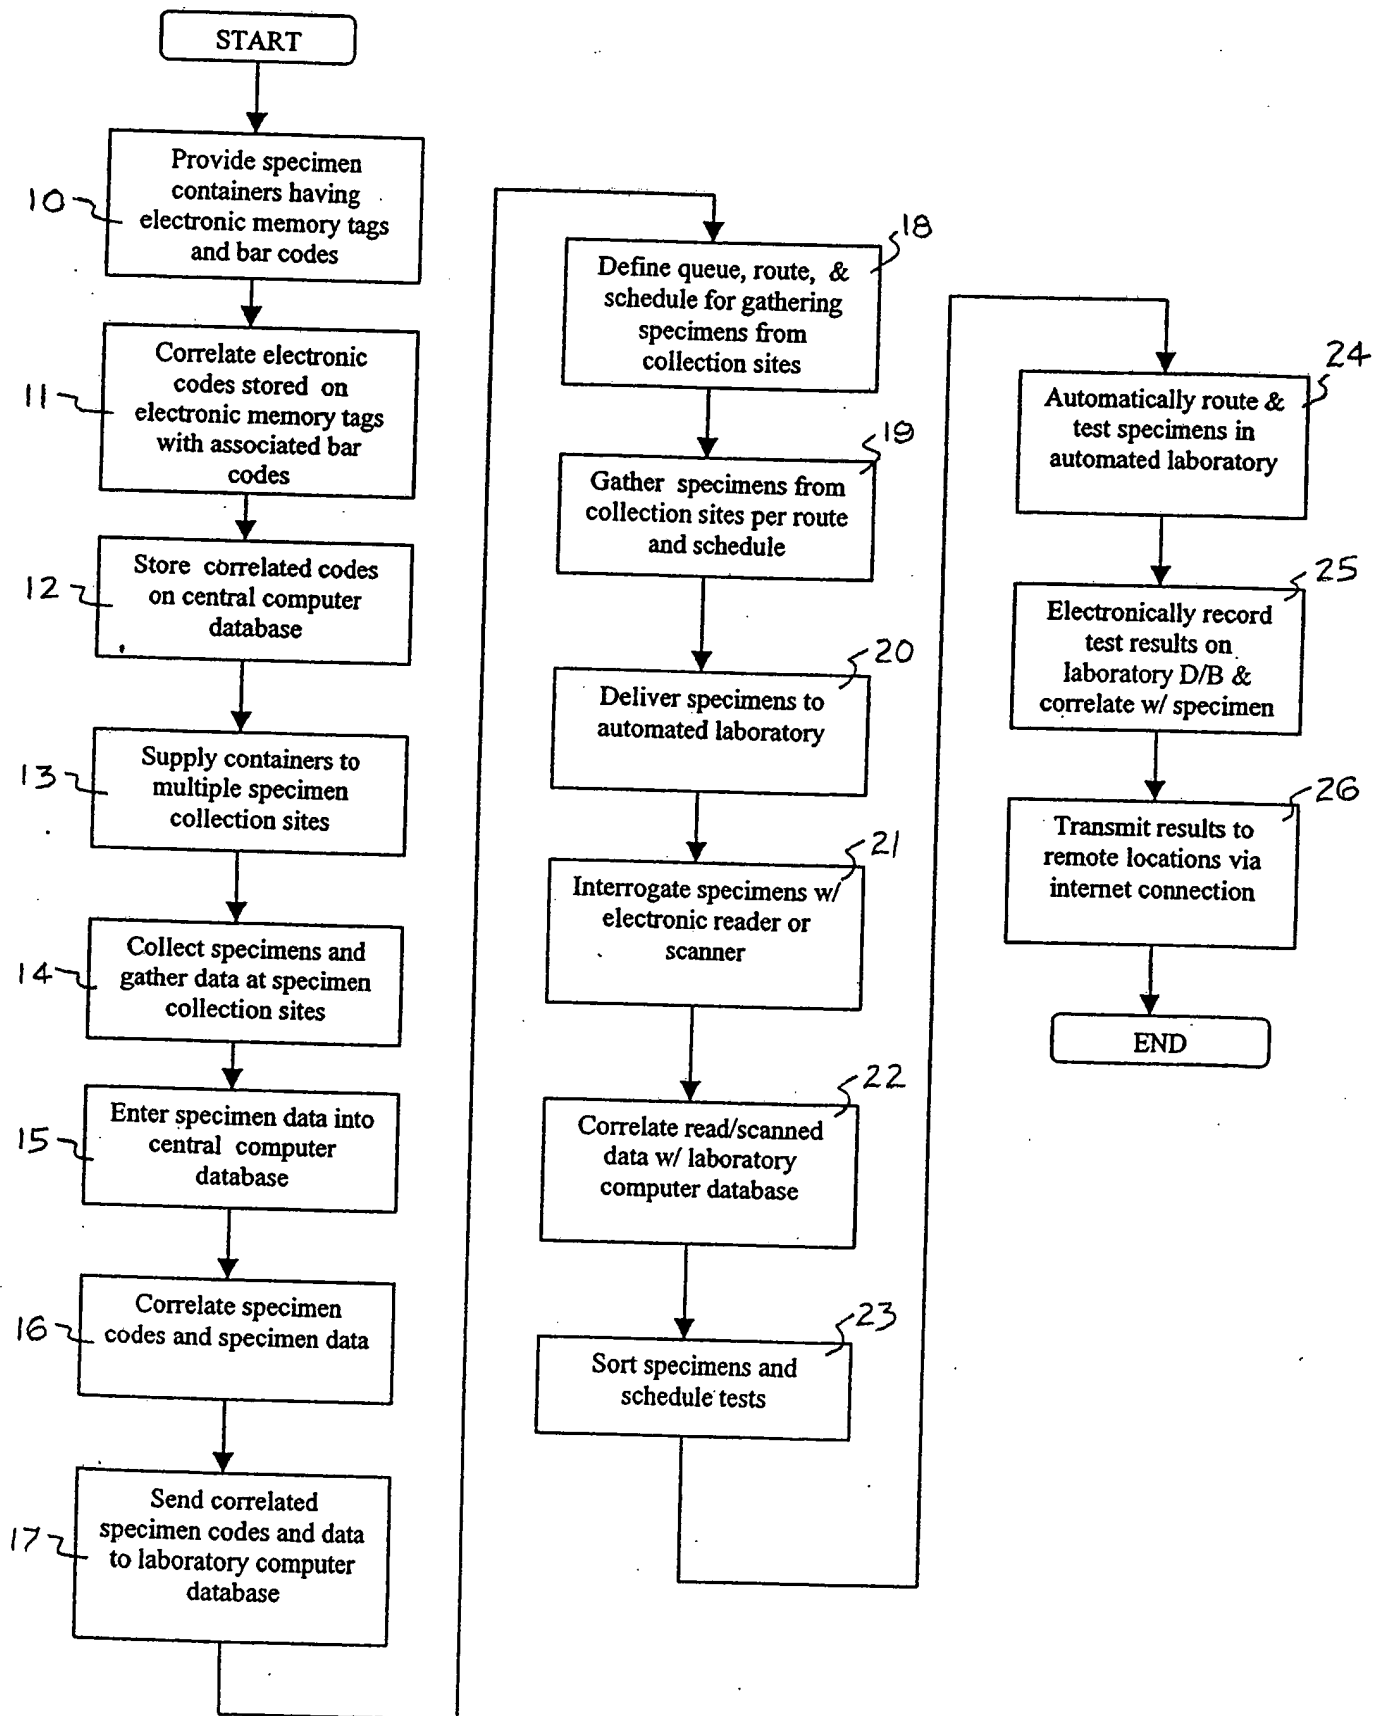 START
10
Provide specimen
containers having
electronic memory tags
and bar codes
11
Correlate electronic
codes stored on
electronic memory tags
with associated bar
codes
12
Store correlated codes
on central computer
database
13
Supply containers to
multiple specimen
collection sites
14
Collect specimens and
gather data at specimen
collection sites
15
Enter specimen data into
central computer
database
16
Correlate specimen
codes and specimen data
17
Send correlated
specimen codes and data
to laboratory computer
database
18
Define queue, route, &
schedule for gathering
specimens from
collection sites
19
Gather specimens from
collection sites per route
and schedule
20
Deliver specimens to
automated laboratory
21
Interrogate specimens w/
electronic reader or
scanner
22
Correlate read/scanned
data w/ laboratory
computer database
23
Sort specimens and
schedule tests
24
Automatically route &
test specimens in
automated laboratory
25
Electronically record
test results on
laboratory D/B &
correlate w/ specimen
26
Transmit results to
remote locations via
internet connection
END